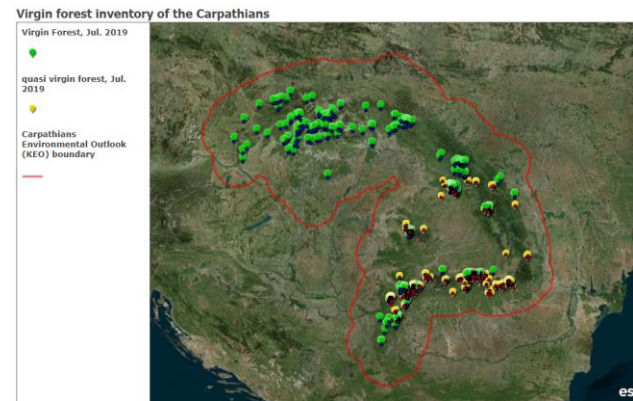 Virgin forest inventory of the Carpathians
Virgin Forest, Jul. 2019
quasi virgin forest, Jul.
2019
Carpathians
Environmental Outlook
(KEO) boundary
es